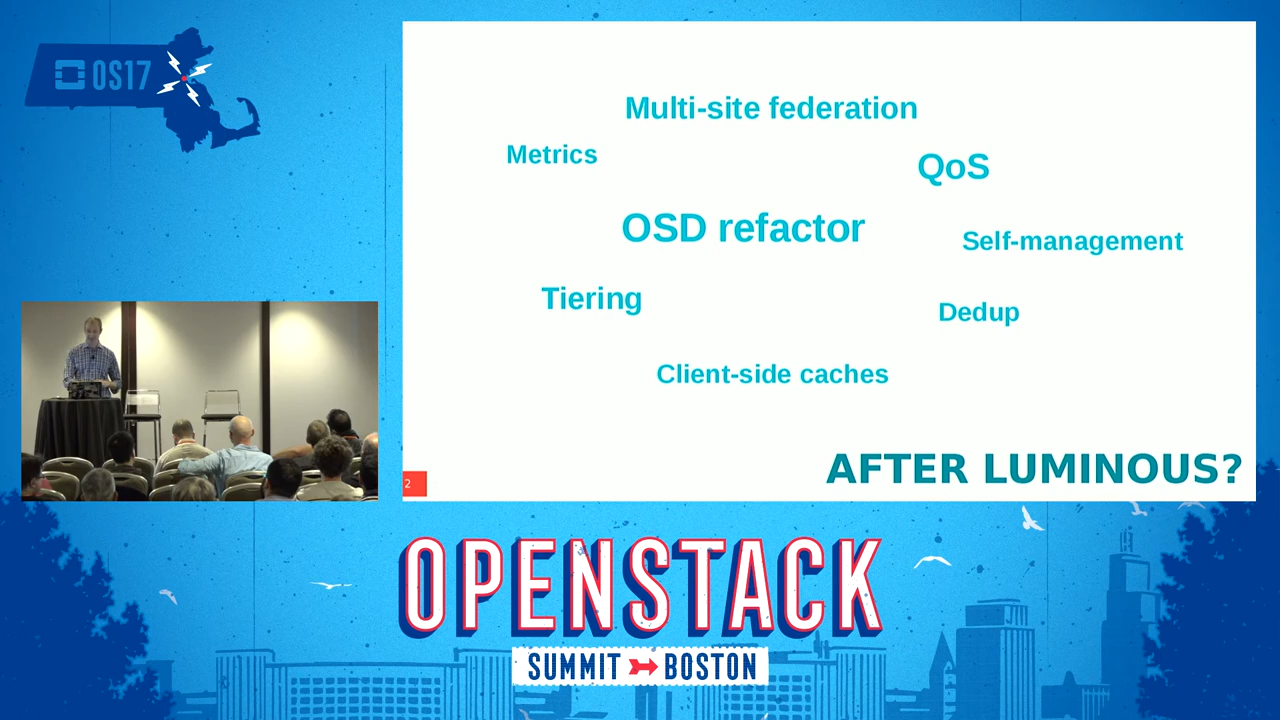 OS17
Multi-site federation
Metrics
QoS
OSD refactor
Self-management
Tiering
Dedup
Client-side caches
AFTER LUMINOUS?
2
OPENSTACK
SUMMIT BOSTON